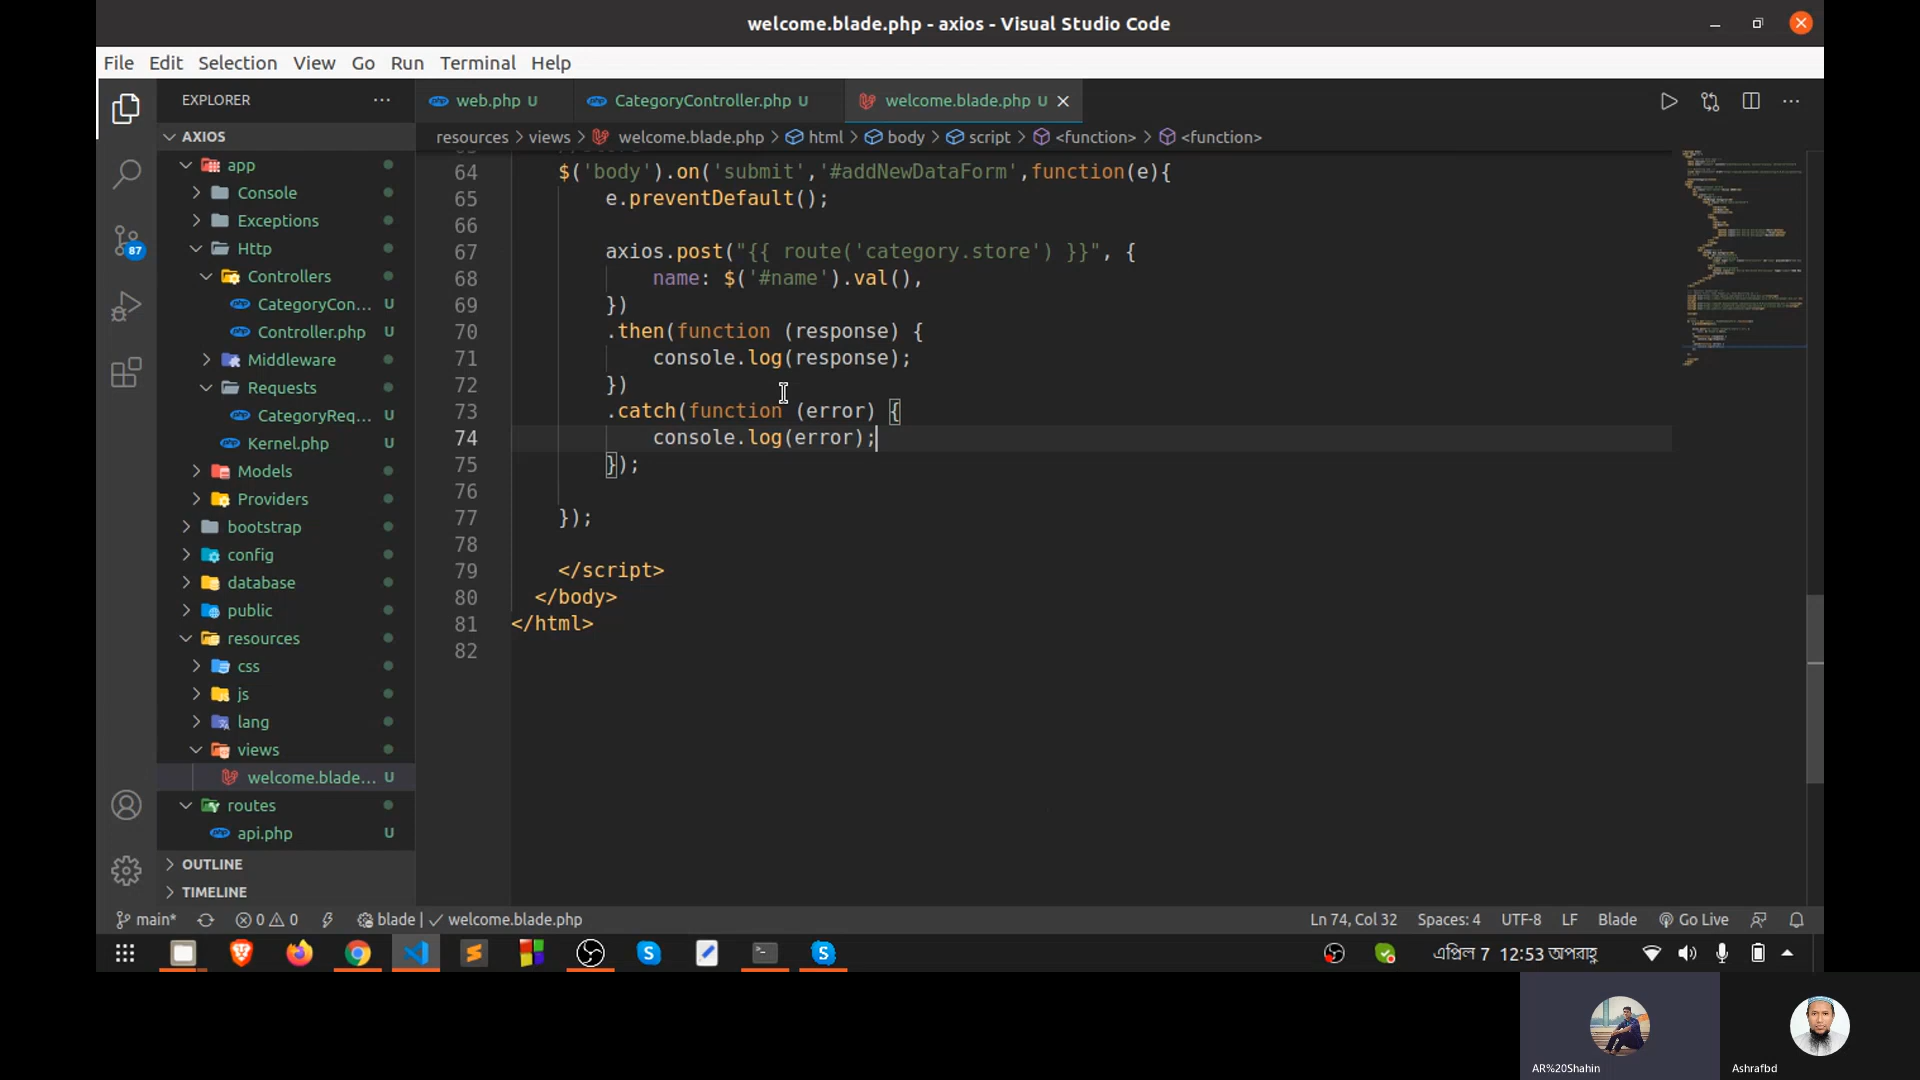 welcome.blade.php - axios - Visual Studio Code
File Edit Selection View Go Run Terminal Help
EXPLORER ···
web.php U
CategoryController.php U
welcome.blade.php U
AXIOS
resources > views > welcome.blade.php > html > body > script > <function> > <function>
app
Console
Exceptions
Http
Controllers
CategoryCon... U
Controller.php U
Middleware
Requests
CategoryReq... U
Kernel.php U
Models
Providers
bootstrap
config
database
public
resources
css
js
lang
views
welcome.blade... U
routes
api.php U
OUTLINE
TIMELINE
64 $('body').on('submit','#addNewDataForm',function(e){
65 e.preventDefault();
66
67 axios.post("{{ route('category.store') }}", {
68 name: $('#name').val(),
69 })
70 .then(function (response) {
71 console.log(response);
72 })
73 .catch(function (error) {
74 console.log(error);
75 });
76
77 });
78
79 </script>
80 </body>
81 </html>
82
87
main* 0 0 blade | ✓ welcome.blade.php
Ln 74, Col 32 Spaces: 4 UTF-8 LF Blade Go Live
এপ্রিল 7 12:53 অপরাহ্ণ
AR%20Shahin
Ashrafbd